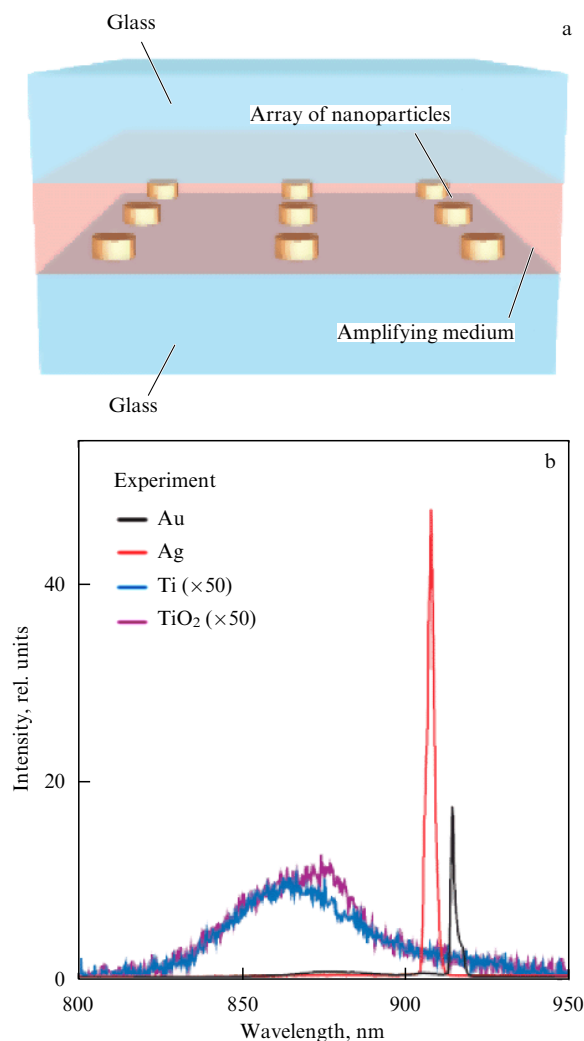 Glass
a
Array of nanoparticles
Amplifying medium
Glass
b
Experiment
Au
Ag
Ti (×50)
TiO₂ (×50)
Intensity, rel. units
40
20
0
800
850
900
950
Wavelength, nm